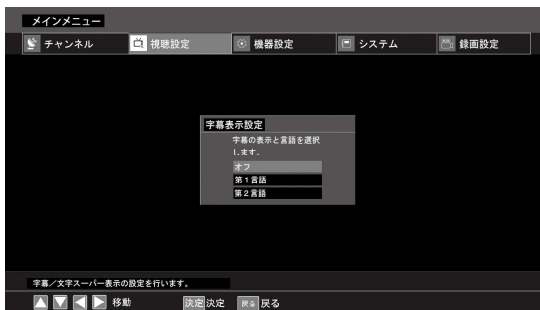 メインメニュー
チャンネル 視聴設定 機器設定 システム 録画設定
字幕表示設定
字幕の表示と言語を選択
します.
オフ
第1言語
第2言語
字幕／文字スーパー表示の設定を行います.
移動 決定 決定 戻る 戻る